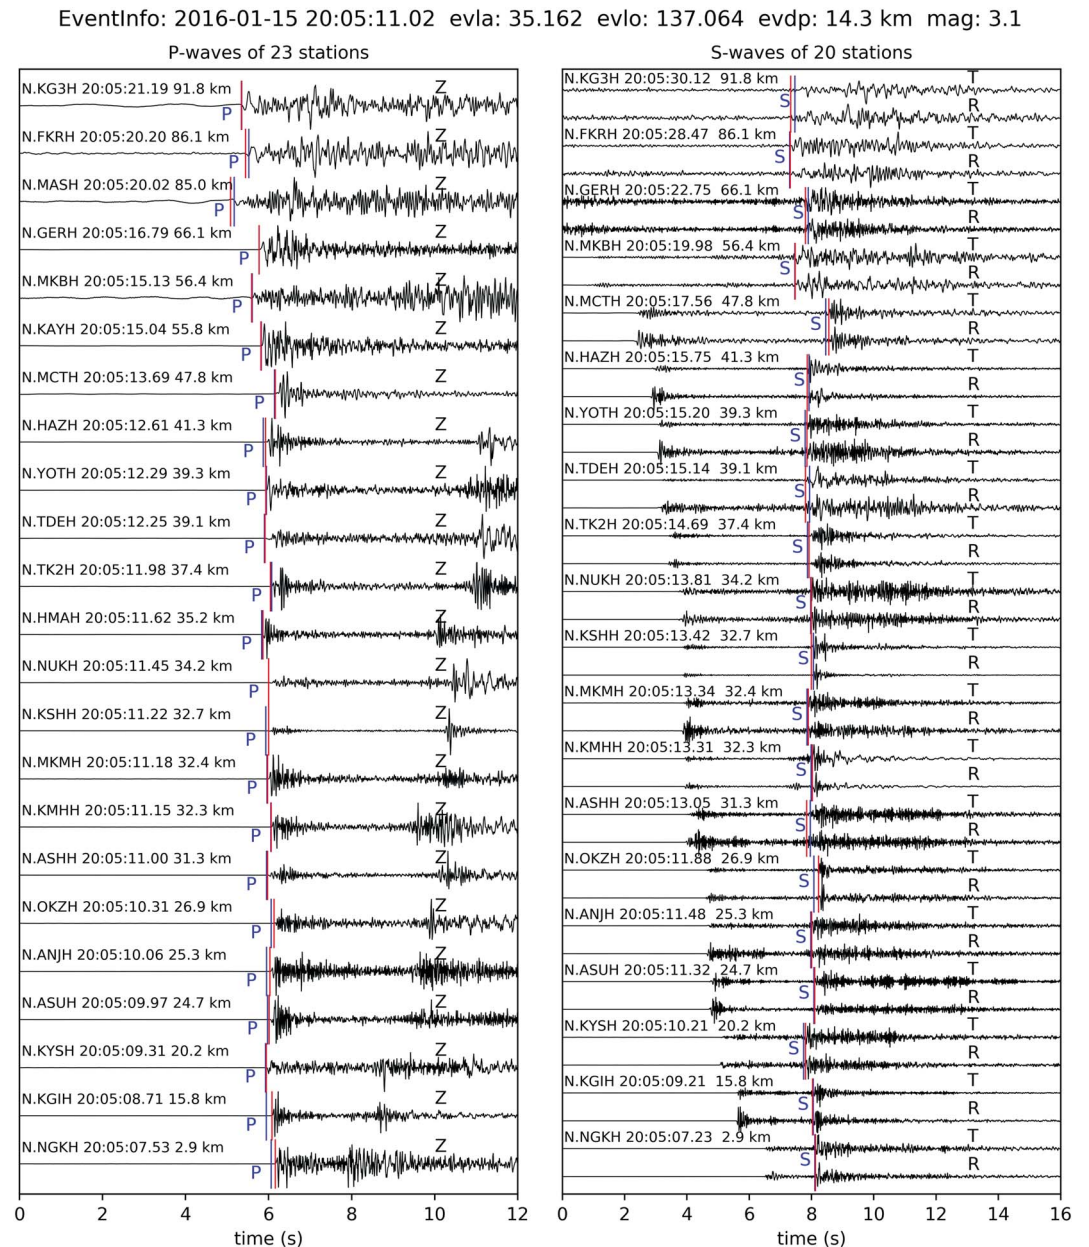 EventInfo: 2016-01-15 20:05:11.02 evla: 35.162 evlo: 137.064 evdp: 14.3 km mag: 3.1
P-waves of 23 stations
N.KG3H 20:05:21.19 91.8 km Z
P
N.FKRH 20:05:20.20 86.1 km Z
P
N.MASH 20:05:20.02 85.0 km Z
P
N.GERH 20:05:16.79 66.1 km Z
P
N.MKBH 20:05:15.13 56.4 km Z
P
N.KAYH 20:05:15.04 55.8 km Z
P
N.MCTH 20:05:13.69 47.8 km Z
P
N.HAZH 20:05:12.61 41.3 km Z
P
N.YOTH 20:05:12.29 39.3 km Z
P
N.TDEH 20:05:12.25 39.1 km Z
P
N.TK2H 20:05:11.98 37.4 km Z
P
N.HMAH 20:05:11.62 35.2 km Z
P
N.NUKH 20:05:11.45 34.2 km Z
P
N.KSHH 20:05:11.22 32.7 km Z
P
N.MKMH 20:05:11.18 32.4 km Z
P
N.KMHH 20:05:11.15 32.3 km Z
P
N.ASHH 20:05:11.00 31.3 km Z
P
N.OKZH 20:05:10.31 26.9 km Z
P
N.ANJH 20:05:10.06 25.3 km Z
P
N.ASUH 20:05:09.97 24.7 km Z
P
N.KYSH 20:05:09.31 20.2 km Z
P
N.KGIH 20:05:08.71 15.8 km Z
P
N.NGKH 20:05:07.53 2.9 km Z
P
0 2 4 6 8 10 12
time (s)
S-waves of 20 stations
N.KG3H 20:05:30.12 91.8 km T
S R
N.FKRH 20:05:28.47 86.1 km T
S R
N.GERH 20:05:22.75 66.1 km T
S R
N.MKBH 20:05:19.98 56.4 km T
S R
N.MCTH 20:05:17.56 47.8 km T
S R
N.HAZH 20:05:15.75 41.3 km T
S R
N.YOTH 20:05:15.20 39.3 km T
S R
N.TDEH 20:05:15.14 39.1 km T
S R
N.TK2H 20:05:14.69 37.4 km T
S R
N.NUKH 20:05:13.81 34.2 km T
S R
N.KSHH 20:05:13.42 32.7 km T
S R
N.MKMH 20:05:13.34 32.4 km T
S R
N.KMHH 20:05:13.31 32.3 km T
S R
N.ASHH 20:05:13.05 31.3 km T
S R
N.OKZH 20:05:11.88 26.9 km T
S R
N.ANJH 20:05:11.48 25.3 km T
S R
N.ASUH 20:05:11.32 24.7 km T
S R
N.KYSH 20:05:10.21 20.2 km T
S R
N.KGIH 20:05:09.21 15.8 km T
S R
N.NGKH 20:05:07.23 2.9 km T
S R
0 2 4 6 8 10 12 14 16
time (s)